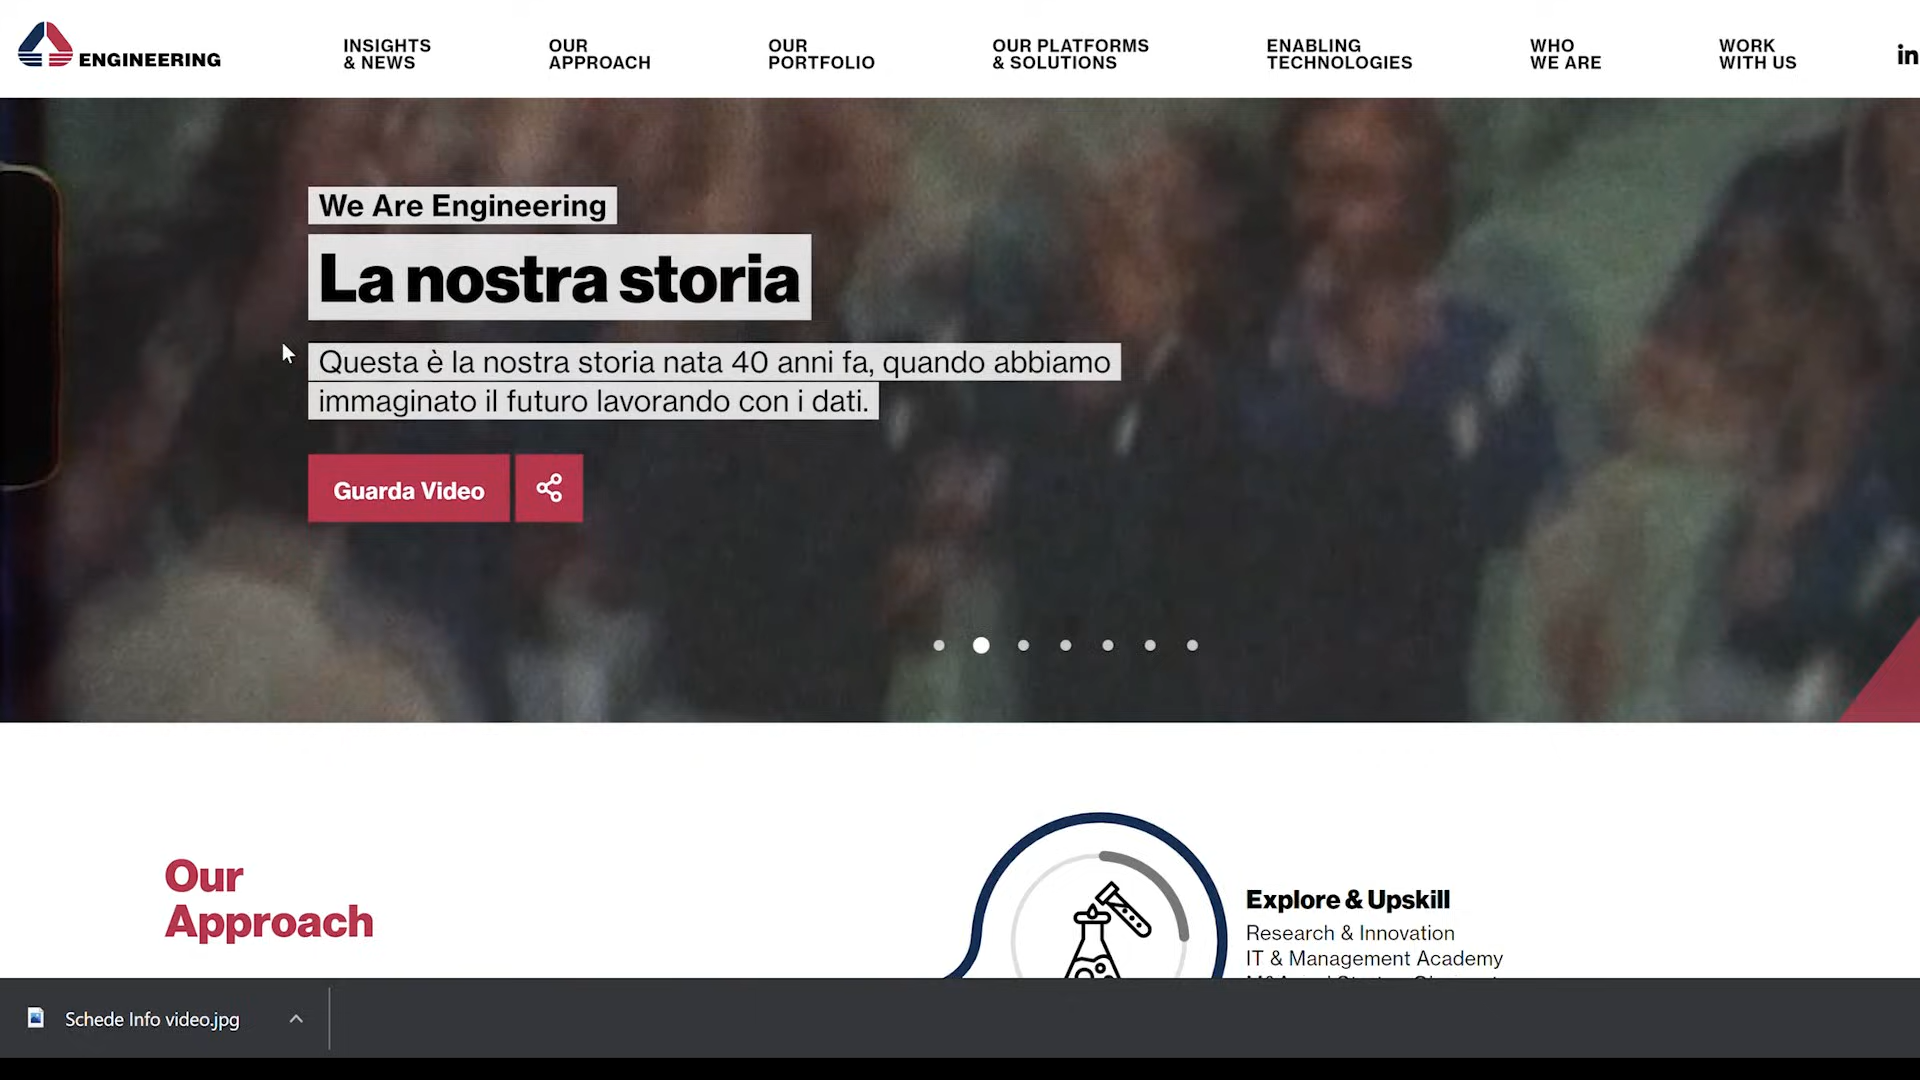 ENGINEERING
INSIGHTS
& NEWS
OUR
APPROACH
OUR
PORTFOLIO
OUR PLATFORMS
& SOLUTIONS
ENABLING
TECHNOLOGIES
WHO
WE ARE
WORK
WITH US
in
We Are Engineering
La nostra storia
Questa è la nostra storia nata 40 anni fa, quando abbiamo
immaginato il futuro lavorando con i dati.
Guarda Video
Our
Approach
Explore & Upskill
Research & Innovation
IT & Management Academy
Schede Info video.jpg